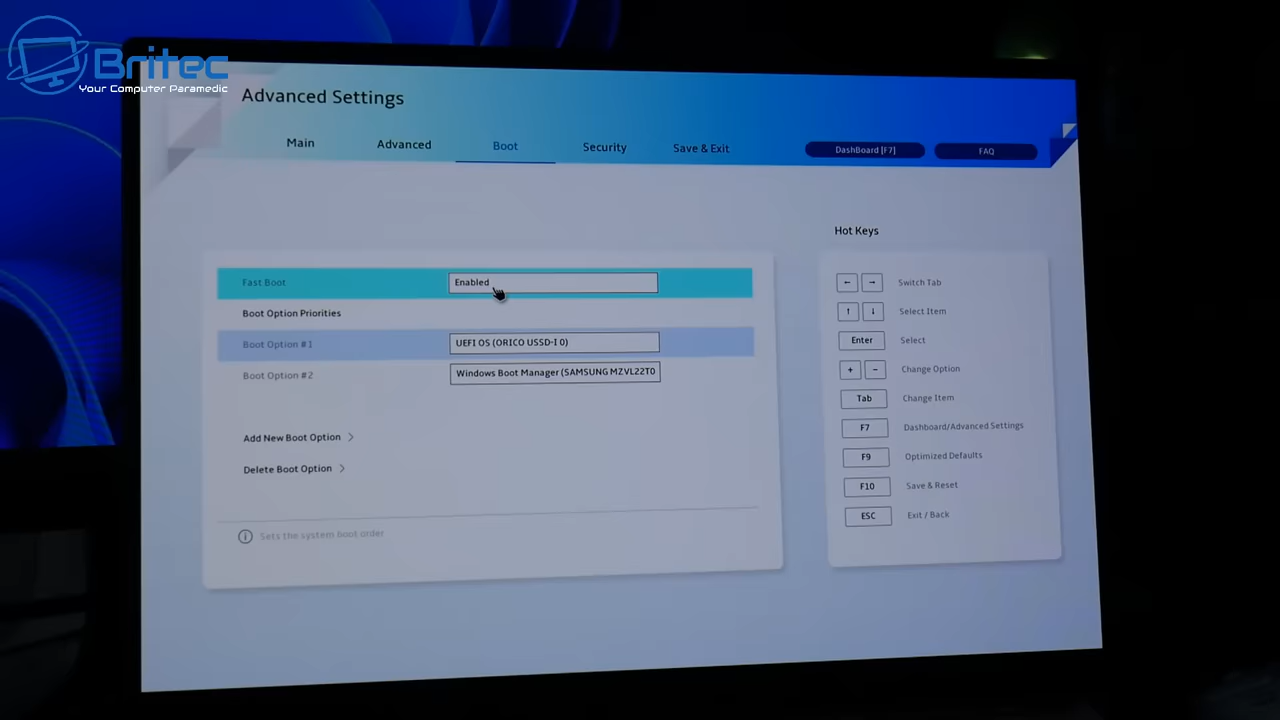 Britec
Your Computer Paramedic
Advanced Settings
Main
Advanced
Boot
Security
Save & Exit
DashBoard [F7]
FAQ
Hot Keys
Fast Boot
Enabled
Boot Option Priorities
Boot Option #1
UEFI OS (ORICO USSD-I 0)
Boot Option #2
Windows Boot Manager (SAMSUNG MZVL22T0
Add New Boot Option >
Delete Boot Option >
i Sets the system boot order
← → Switch Tab
↑ ↓ Select Item
Enter Select
+ − Change Option
Tab Change Item
F7 Dashboard/Advanced Settings
F9 Optimized Defaults
F10 Save & Reset
ESC Exit / Back